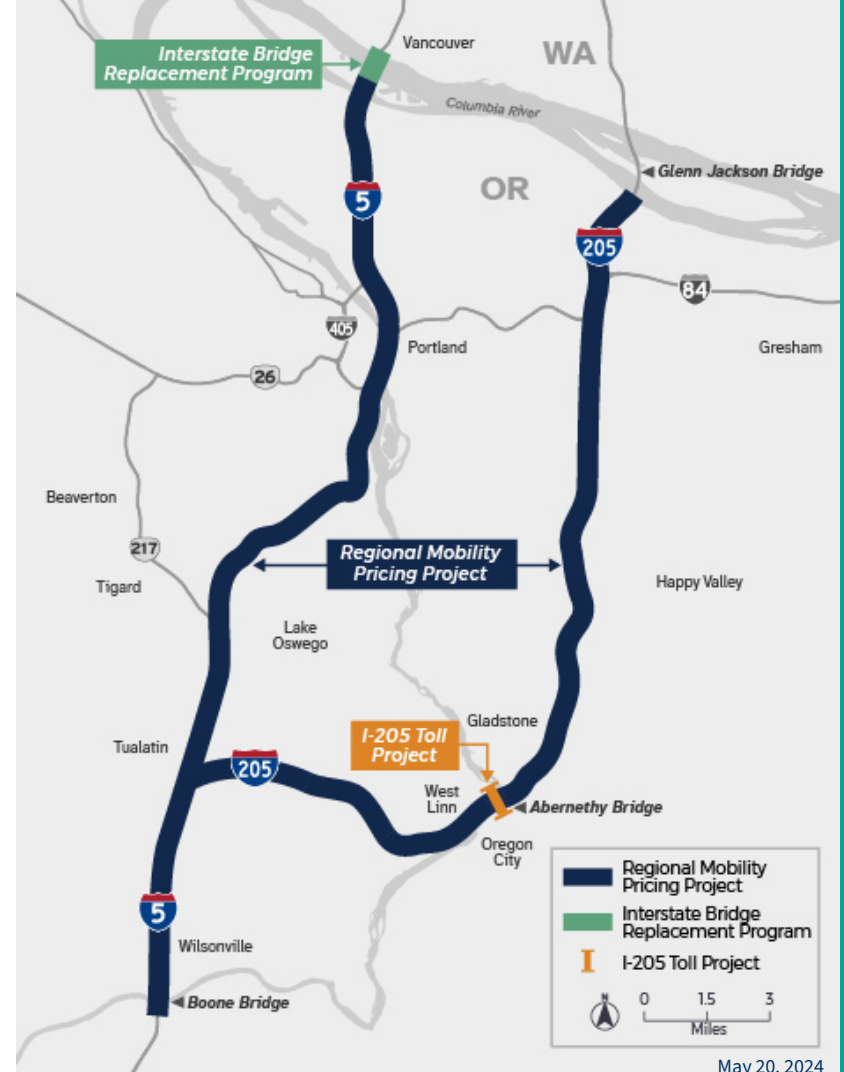 Interstate Bridge
Replacement Program
Vancouver
WA
Columbia River
Glenn Jackson Bridge
OR
5
205
84
405
Portland
Gresham
26
Beaverton
217
Regional Mobility
Pricing Project
Tigard
Happy Valley
Lake
Oswego
Gladstone
I-205 Toll
Project
Tualatin
205
West
Linn
Abernethy Bridge
Oregon
City
5
Wilsonville
Boone Bridge
Regional Mobility
Pricing Project
Interstate Bridge
Replacement Program
I-205 Toll Project
N
0 1.5 3
Miles
May 20, 2024